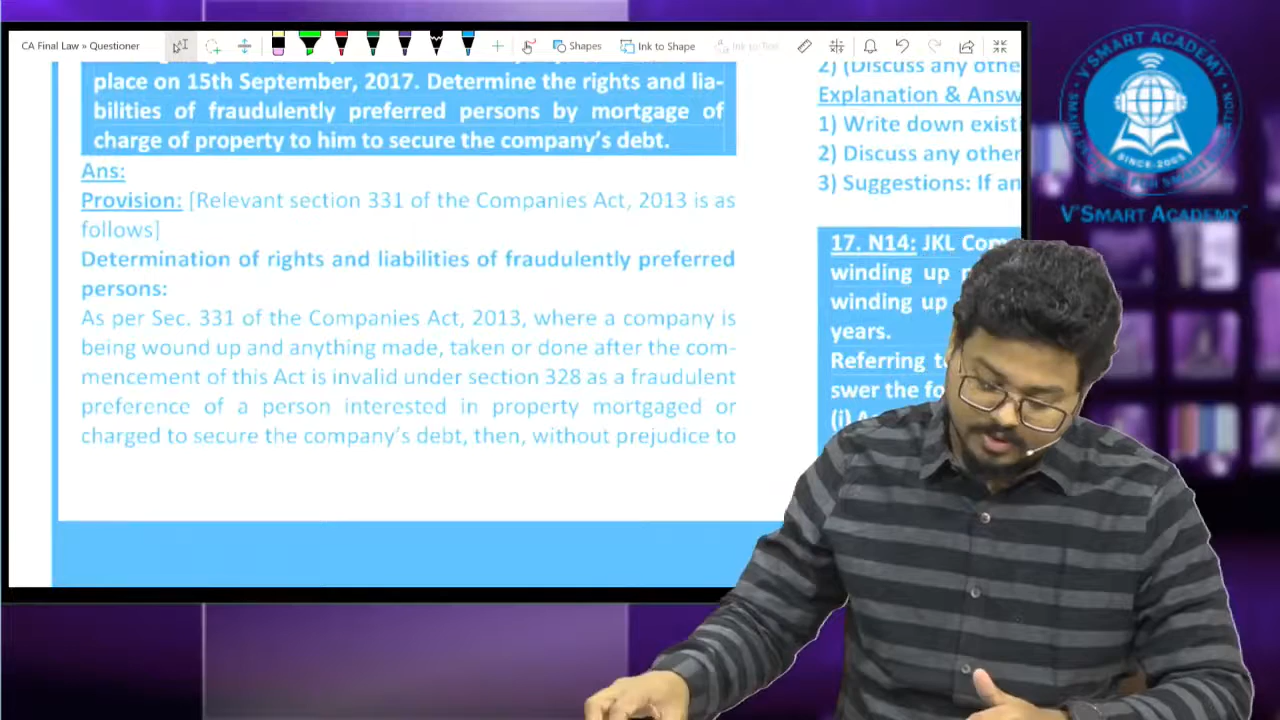 CA Final Law » Questioner
Shapes
Ink to Shape
Ink to Text
place on 15th September, 2017. Determine the rights and lia-
bilities of fraudulently preferred persons by mortgage of
charge of property to him to secure the company's debt.
Ans:
Provision: [Relevant section 331 of the Companies Act, 2013 is as
follows]
Determination of rights and liabilities of fraudulently preferred
persons:
As per Sec. 331 of the Companies Act, 2013, where a company is
being wound up and anything made, taken or done after the com-
mencement of this Act is invalid under section 328 as a fraudulent
preference of a person interested in property mortgaged or
charged to secure the company's debt, then, without prejudice to
2) (Discuss any othe
Explanation & Answ
1) Write down existi
2) Discuss any other
3) Suggestions: If an
17. N14: JKL Com
winding up
winding up
years.
Referring t
swer the fo
(i)
V'SMART ACADEMY
SINCE-2005
V'SMART ACADEMY